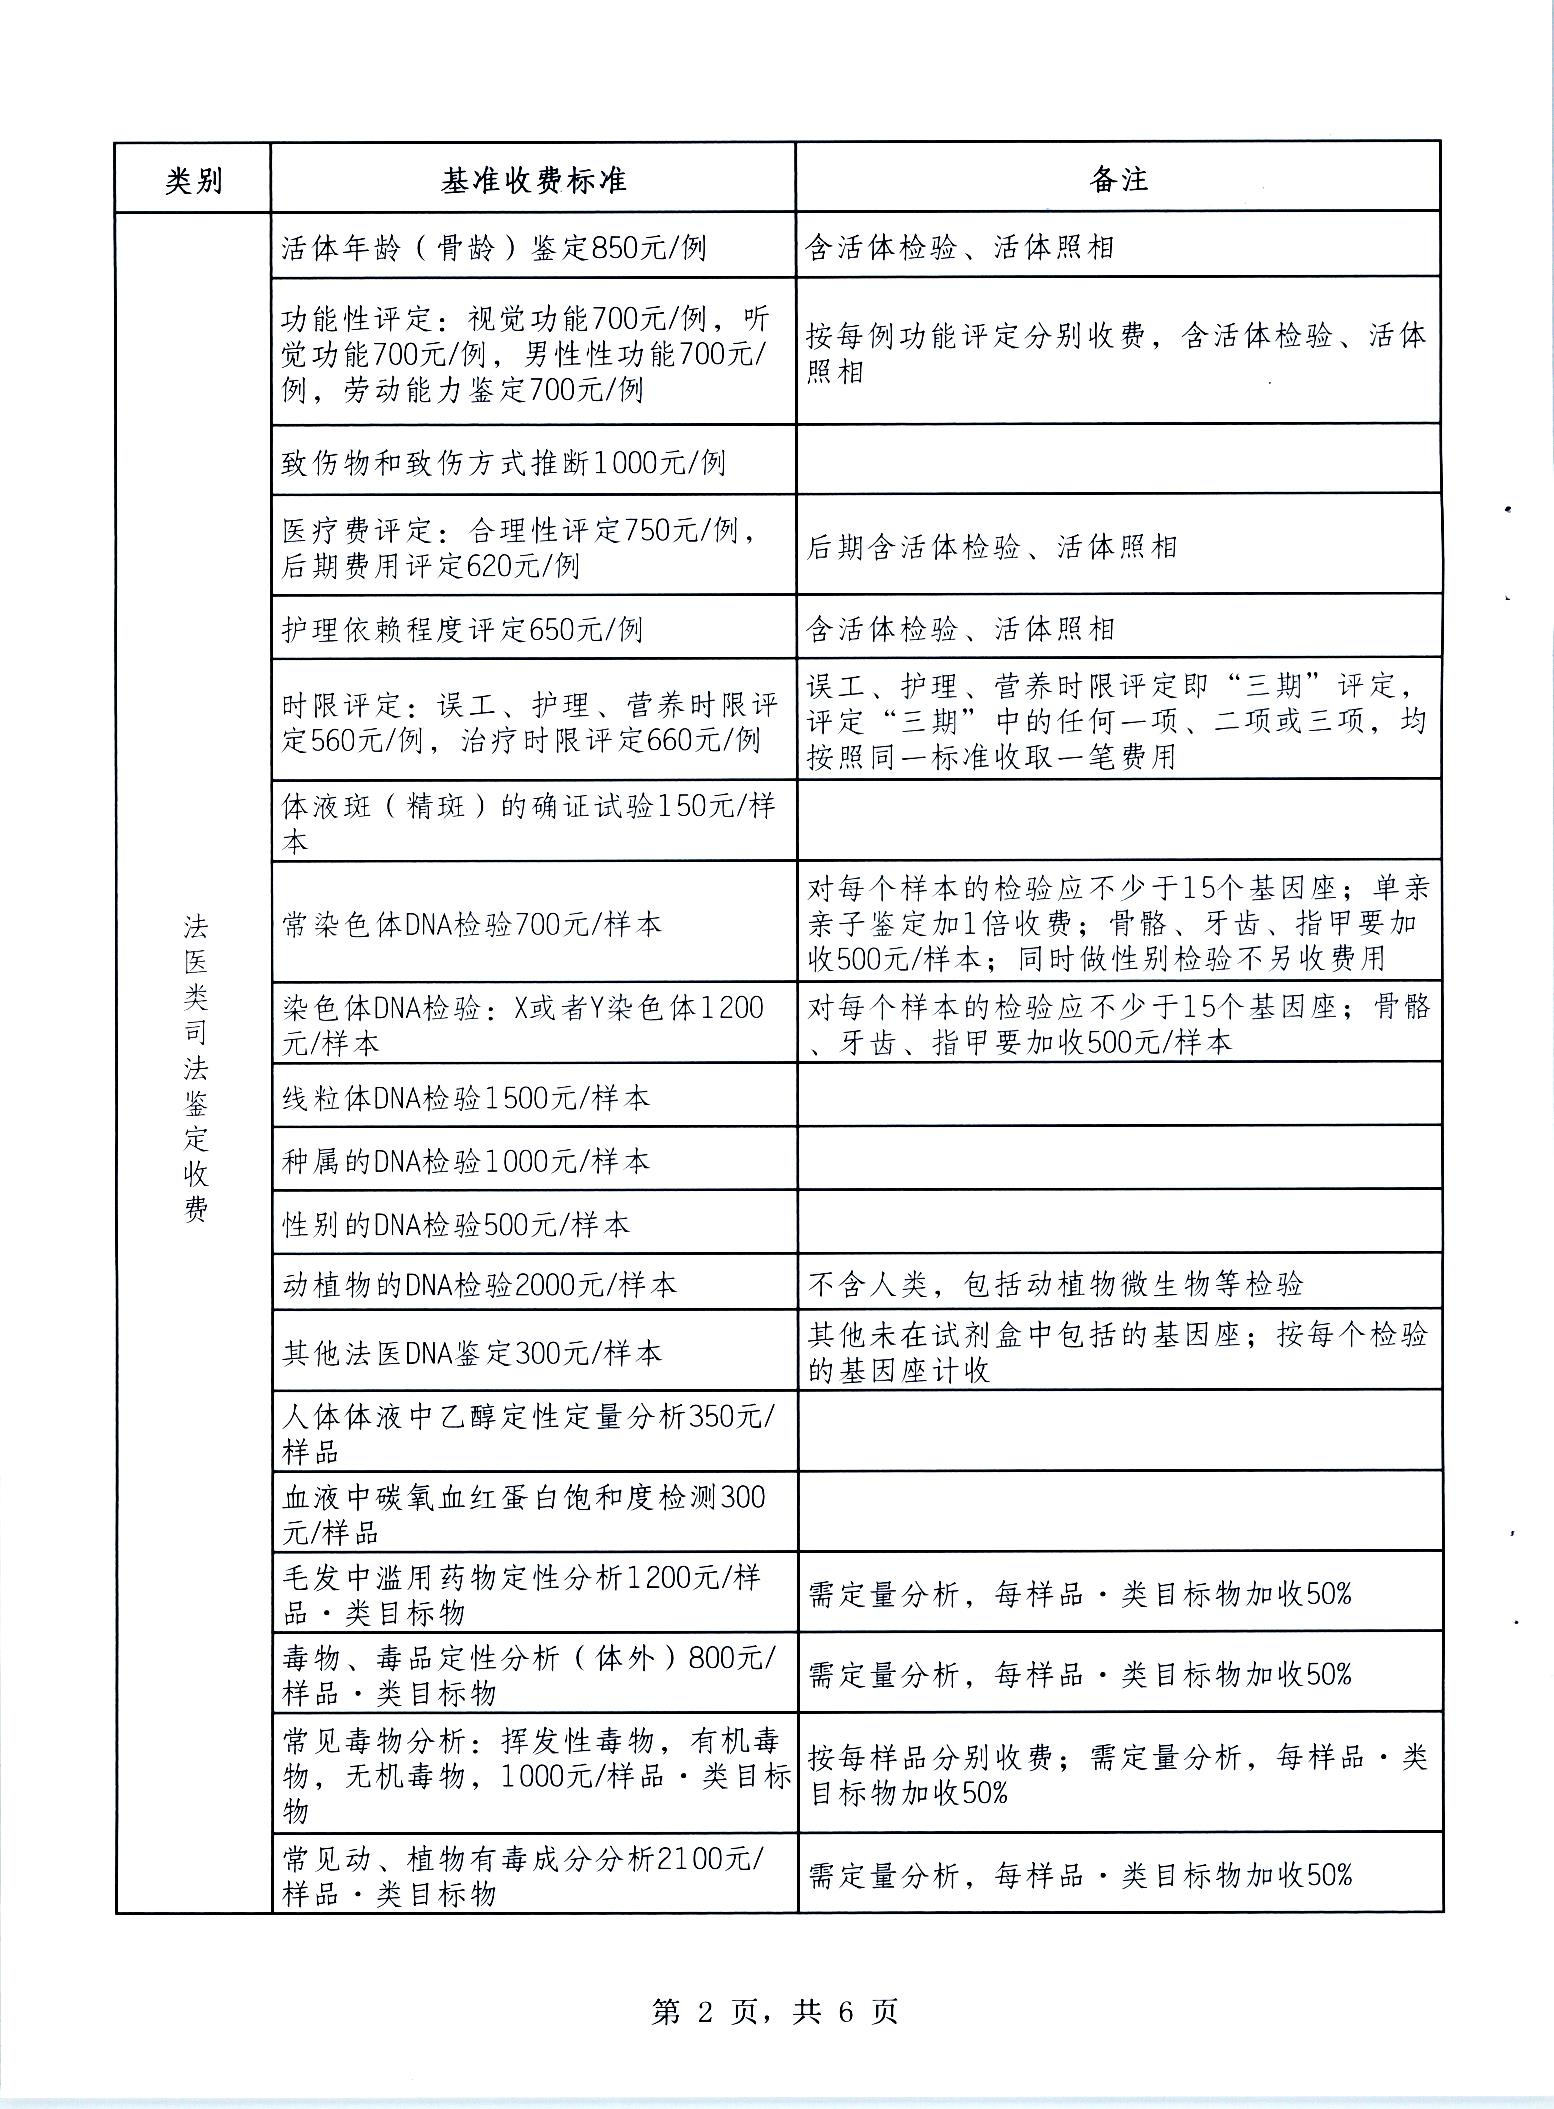 类别
基准收费标准
备注
法医类司法鉴定收费
活体年龄（骨龄）鉴定850元/例
含活体检验、活体照相
功能性评定：视觉功能700元/例，听
觉功能700元/例，男性性功能700元/
例，劳动能力鉴定700元/例
按每例功能评定分别收费，含活体检验、活体
照相
致伤物和致伤方式推断1000元/例
医疗费评定：合理性评定750元/例，
后期费用评定620元/例
后期含活体检验、活体照相
护理依赖程度评定650元/例
含活体检验、活体照相
时限评定：误工、护理、营养时限评
定560元/例，治疗时限评定660元/例
误工、护理、营养时限评定即“三期”评定，
评定“三期”中的任何一项、二项或三项，均
按照同一标准收取一笔费用
体液斑（精斑）的确证试验150元/样
本
常染色体DNA检验700元/样本
对每个样本的检验应不少于15个基因座；单亲
亲子鉴定加1倍收费；骨骼、牙齿、指甲要加
收500元/样本；同时做性别检验不另收费用
染色体DNA检验：X或者Y染色体1200
元/样本
对每个样本的检验应不少于15个基因座；骨骼
、牙齿、指甲要加收500元/样本
线粒体DNA检验1500元/样本
种属的DNA检验1000元/样本
性别的DNA检验500元/样本
动植物的DNA检验2000元/样本
不含人类，包括动植物微生物等检验
其他法医DNA鉴定300元/样本
其他未在试剂盒中包括的基因座；按每个检验
的基因座计收
人体体液中乙醇定性定量分析350元/
样品
血液中碳氧血红蛋白饱和度检测300
元/样品
毛发中滥用药物定性分析1200元/样
品·类目标物
需定量分析，每样品·类目标物加收50%
毒物、毒品定性分析（体外）800元/
样品·类目标物
需定量分析，每样品·类目标物加收50%
常见毒物分析：挥发性毒物，有机毒
物，无机毒物，1000元/样品·类目标
物
按每样品分别收费；需定量分析，每样品·类
目标物加收50%
常见动、植物有毒成分分析2100元/
样品·类目标物
需定量分析，每样品·类目标物加收50%
第 2 页，共 6 页